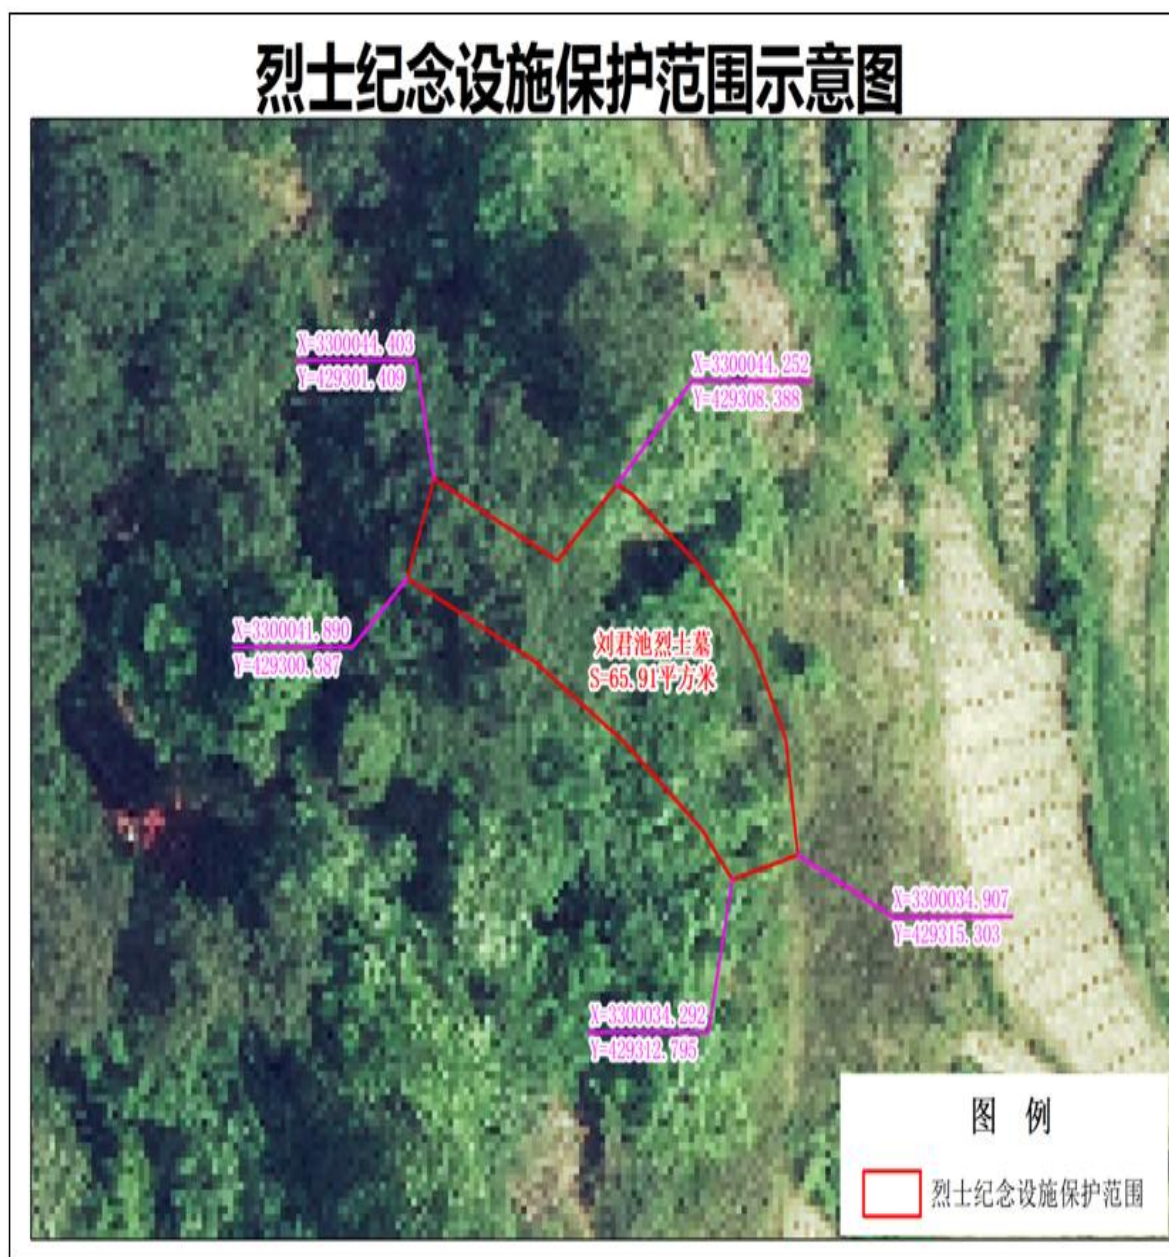 烈士纪念设施保护范围示意图
X=3300044.403
Y=429301.409
X=3300044.252
Y=429308.388
X=3300041.890
Y=429300.387
刘君池烈士墓
S=65.91平方米
X=3300034.907
Y=429315.303
X=3300034.292
Y=429312.795
图 例
烈士纪念设施保护范围